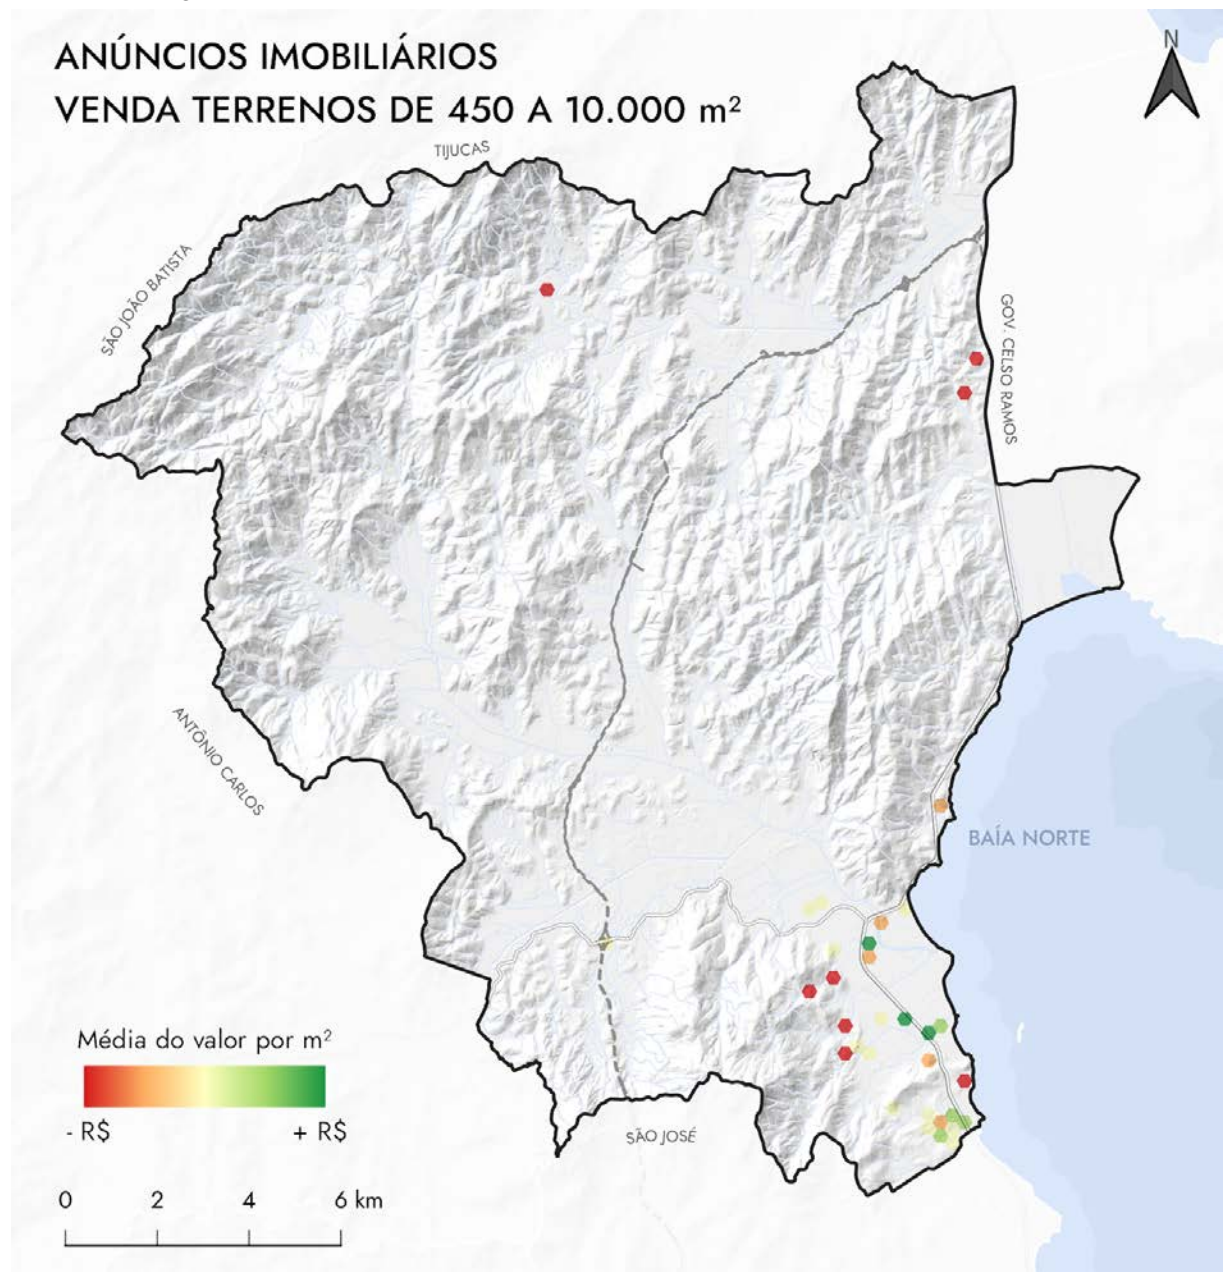 ANÚNCIOS IMOBILIÁRIOS
VENDA TERRENOS DE 450 A 10.000 m²
N
TIJUCAS
SÃO JOÃO BATISTA
GOV. CELSO RAMOS
ANTÔNIO CARLOS
BAÍA NORTE
Média do valor por m²
- R$ + R$
SÃO JOSÉ
0 2 4 6 km